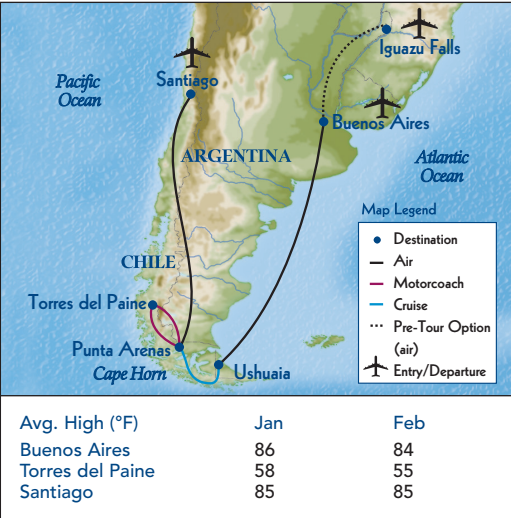 Iguazu Falls
Pacific
Ocean
Santiago
Buenos Aires
ARGENTINA
Atlantic
Ocean
Map Legend
Destination
Air
Motorcoach
Cruise
Pre-Tour Option
(air)
Entry/Departure
CHILE
Torres del Paine
Punta Arenas
Cape Horn
Ushuaia
Avg. High (°F) Jan Feb
Buenos Aires 86 84
Torres del Paine 58 55
Santiago 85 85